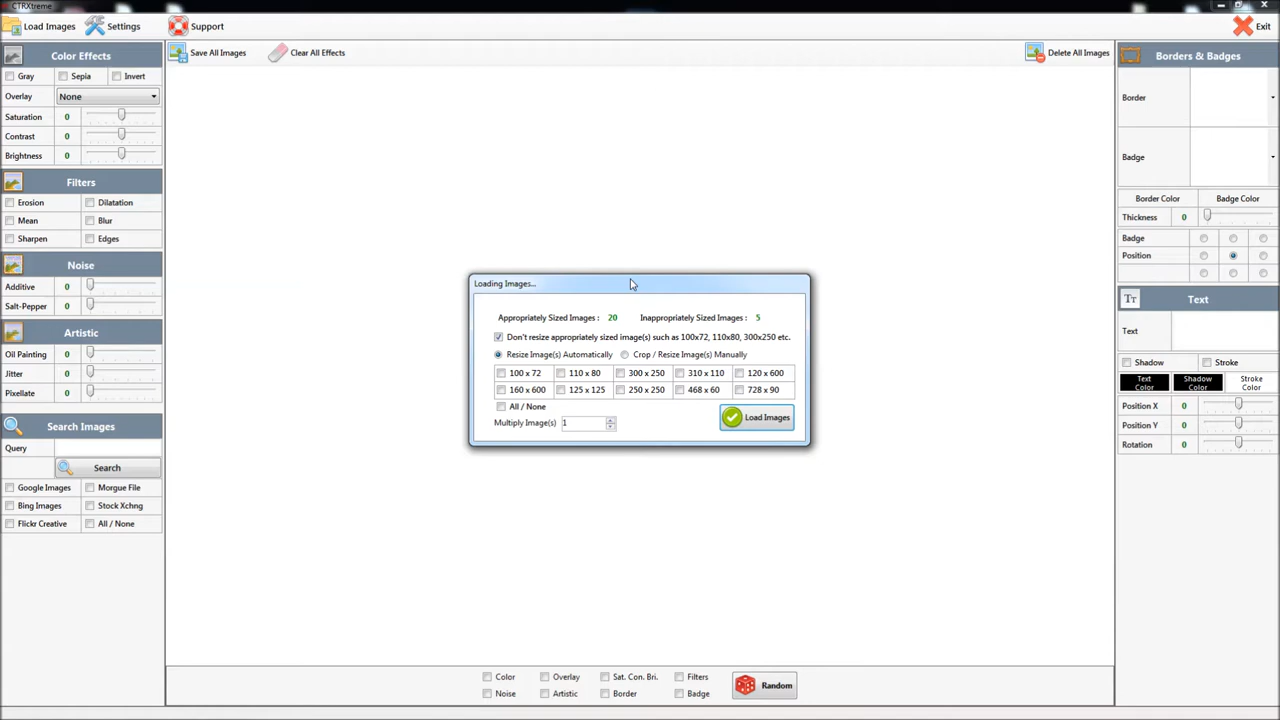 CTRXtreme
Load Images
Settings
Support
Exit
Color Effects
Gray
Sepia
Invert
Overlay
None
Saturation
0
Contrast
0
Brightness
0
Filters
Erosion
Dilatation
Mean
Blur
Sharpen
Edges
Noise
Additive
0
Salt-Pepper
0
Artistic
Oil Painting
0
Jitter
0
Pixellate
0
Search Images
Query
Search
Google Images
Morgue File
Bing Images
Stock Xchng
Flickr Creative
All / None
Save All Images
Clear All Effects
Delete All Images
Loading Images...
Appropriately Sized Images : 20
Inappropriately Sized Images : 5
Don't resize appropriately sized image(s) such as 100x72, 110x80, 300x250 etc.
Resize Image(s) Automatically
Crop / Resize Image(s) Manually
100 x 72
110 x 80
300 x 250
310 x 110
120 x 600
160 x 600
125 x 125
250 x 250
468 x 60
728 x 90
All / None
Multiply Image(s)
1
Load Images
Color
Overlay
Sat. Con. Bri.
Filters
Noise
Artistic
Border
Badge
Random
Borders & Badges
Border
Badge
Border Color
Badge Color
Thickness
0
Badge
Position
Tт
Text
Text
Shadow
Stroke
Text Color
Shadow Color
Stroke Color
Position X
0
Position Y
0
Rotation
0